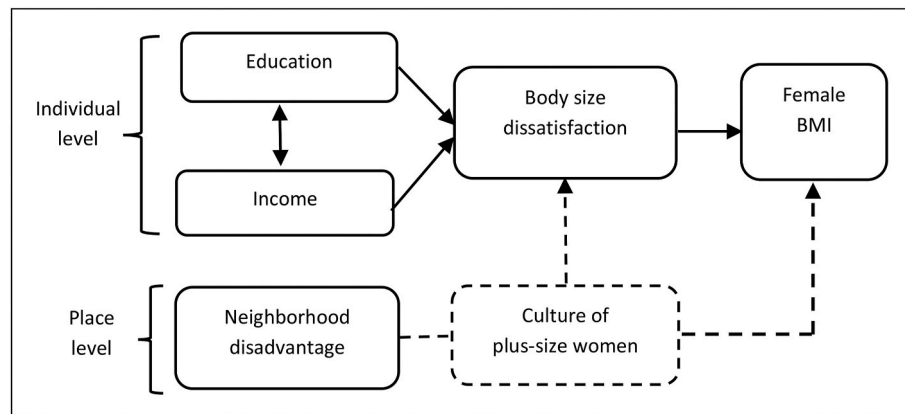 Individual
level
Education
Income
Body size
dissatisfaction
Female
BMI
Place
level
Neighborhood
disadvantage
Culture of
plus-size women